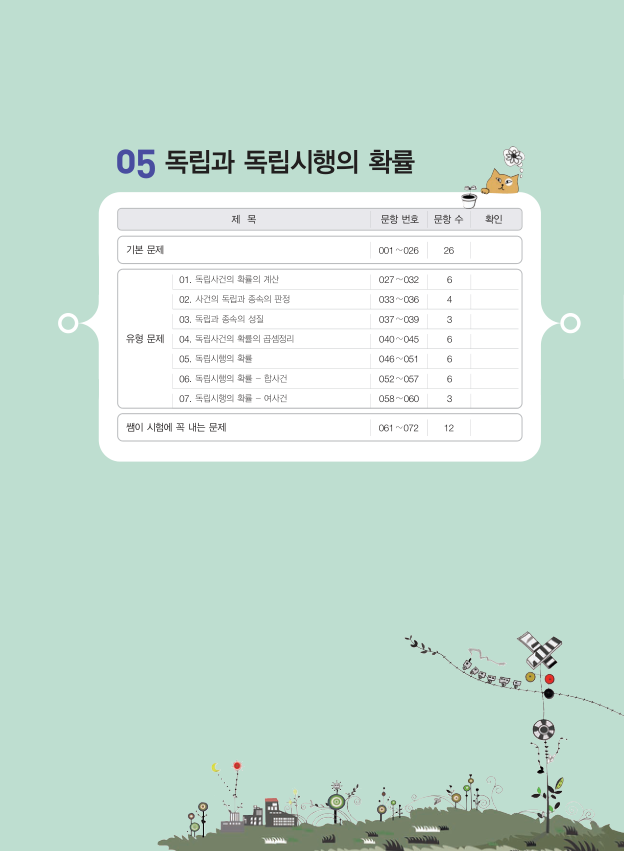 05 독립과 독립시행의 확률
제 목 문항 번호 문항 수 확인
기본 문제 001~026 26
01. 독립사건의 확률의 계산 027~032 6
02. 사건의 독립과 종속의 판정 033~036 4
03. 독립과 종속의 성질 037~039 3
유형 문제 04. 독립사건의 확률의 곱셈정리 040~045 6
05. 독립시행의 확률 046~051 6
06. 독립시행의 확률 - 합사건 052~057 6
07. 독립시행의 확률 - 여사건 058~060 3
쌤이 시험에 꼭 내는 문제 061~072 12